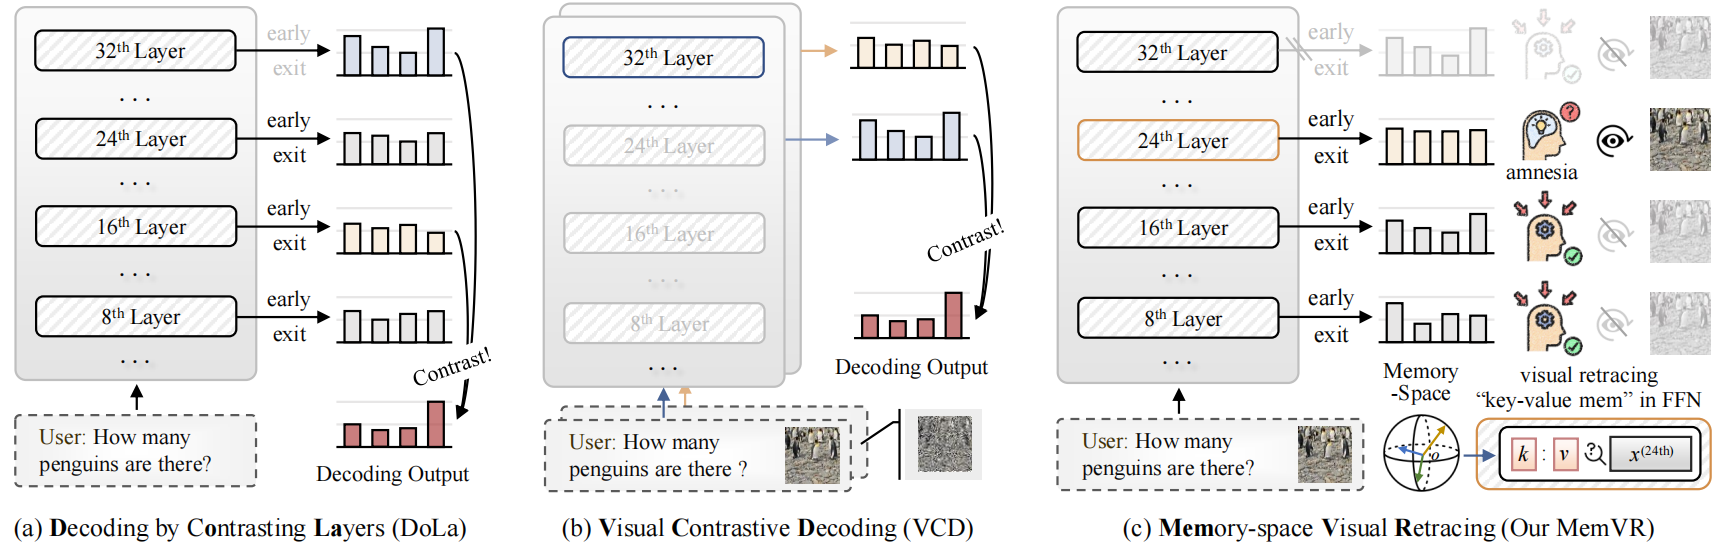 32th Layer
early
exit
. . .
24th Layer
early
exit
. . .
16th Layer
early
exit
. . .
8th Layer
early
exit
. . .
Contrast!
User: How many
penguins are there?
Decoding Output
(a) Decoding by Contrasting Layers (DoLa)
32th Layer
. . .
24th Layer
. . .
16th Layer
. . .
8th Layer
. . .
Contrast!
Decoding Output
User: How many
penguins are there ?
(b) Visual Contrastive Decoding (VCD)
32th Layer
early
exit
. . .
24th Layer
early
exit
?
amnesia
. . .
16th Layer
early
exit
. . .
8th Layer
early
exit
. . .
Memory
-Space
visual retracing
“key-value mem” in FFN
User: How many
penguins are there?
o
k : v ? x(24th)
(c) Memory-space Visual Retracing (Our MemVR)